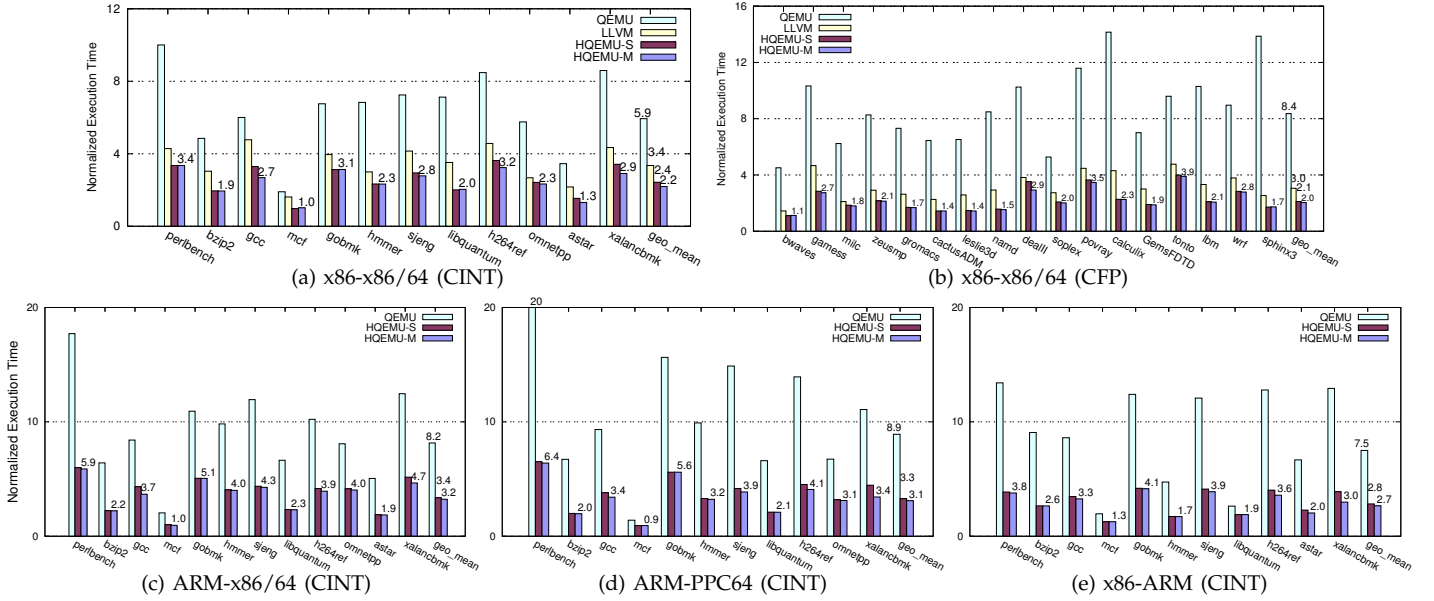 12
8
4
0
Normalized Execution Time
QEMU
LLVM
HQEMU-S
HQEMU-M
3.4
1.9
2.7
1.0
3.1
2.3
2.8
2.0
3.2
2.3
1.3
2.9
5.9
3.4
2.4
2.2
perlbench
bzip2
gcc
mcf
gobmk
hmmer
sjeng
libquantum
h264ref
omnetpp
astar
xalancbmk
geo_mean
(a) x86-x86/64 (CINT)
16
12
8
4
0
Normalized Execution Time
QEMU
LLVM
HQEMU-S
HQEMU-M
1.1
2.7
1.8
2.1
1.7
1.4
1.4
1.5
2.9
2.0
3.5
2.3
1.9
3.9
2.1
2.8
1.7
8.4
3.0
2.1
2.0
bwaves
gamess
milc
zeusmp
gromacs
cactusADM
leslie3d
namd
dealII
soplex
povray
calculix
GemsFDTD
tonto
lbm
wrf
sphinx3
geo_mean
(b) x86-x86/64 (CFP)
20
10
0
Normalized Execution Time
QEMU
HQEMU-S
HQEMU-M
5.9
2.2
3.7
1.0
5.1
4.0
4.3
2.3
3.9
4.0
1.9
4.7
8.2
3.4
3.2
perlbench
bzip2
gcc
mcf
gobmk
hmmer
sjeng
libquantum
h264ref
omnetpp
astar
xalancbmk
geo_mean
(c) ARM-x86/64 (CINT)
20
10
0
20
QEMU
HQEMU-S
HQEMU-M
6.4
2.0
3.4
0.9
5.6
3.2
3.9
2.1
4.1
3.1
3.4
8.9
3.3
3.1
perlbench
bzip2
gcc
mcf
gobmk
hmmer
sjeng
libquantum
h264ref
omnetpp
xalancbmk
geo_mean
(d) ARM-PPC64 (CINT)
20
10
0
QEMU
HQEMU-S
HQEMU-M
3.8
2.6
3.3
1.3
4.1
1.7
3.9
1.9
3.6
2.0
3.0
7.5
2.8
2.7
perlbench
bzip2
gcc
mcf
gobmk
hmmer
sjeng
libquantum
h264ref
astar
xalancbmk
geo_mean
(e) x86-ARM (CINT)